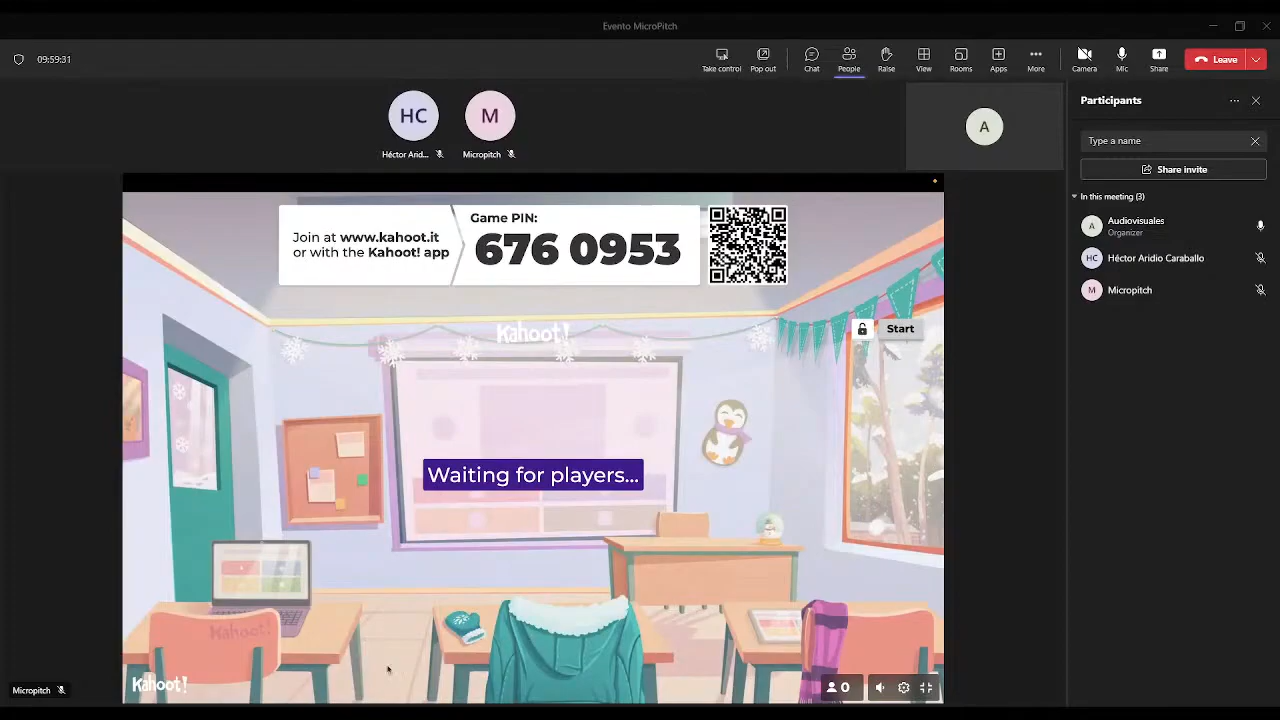 Evento MicroPitch
09:59:31
Take control
Pop out
Chat
People
Raise
View
Rooms
Apps
More
Camera
Mic
Share
Leave
HC
Héctor Arid...
M
Micropitch
A
Participants
Type a name
Share invite
In this meeting (3)
A
Audiovisuales
Organizer
HC
Héctor Aridio Caraballo
M
Micropitch
Join at www.kahoot.it
or with the Kahoot! app
Game PIN:
676 0953
Kahoot!
Start
Waiting for players...
Kahoot!
Kahoot!
0
Micropitch